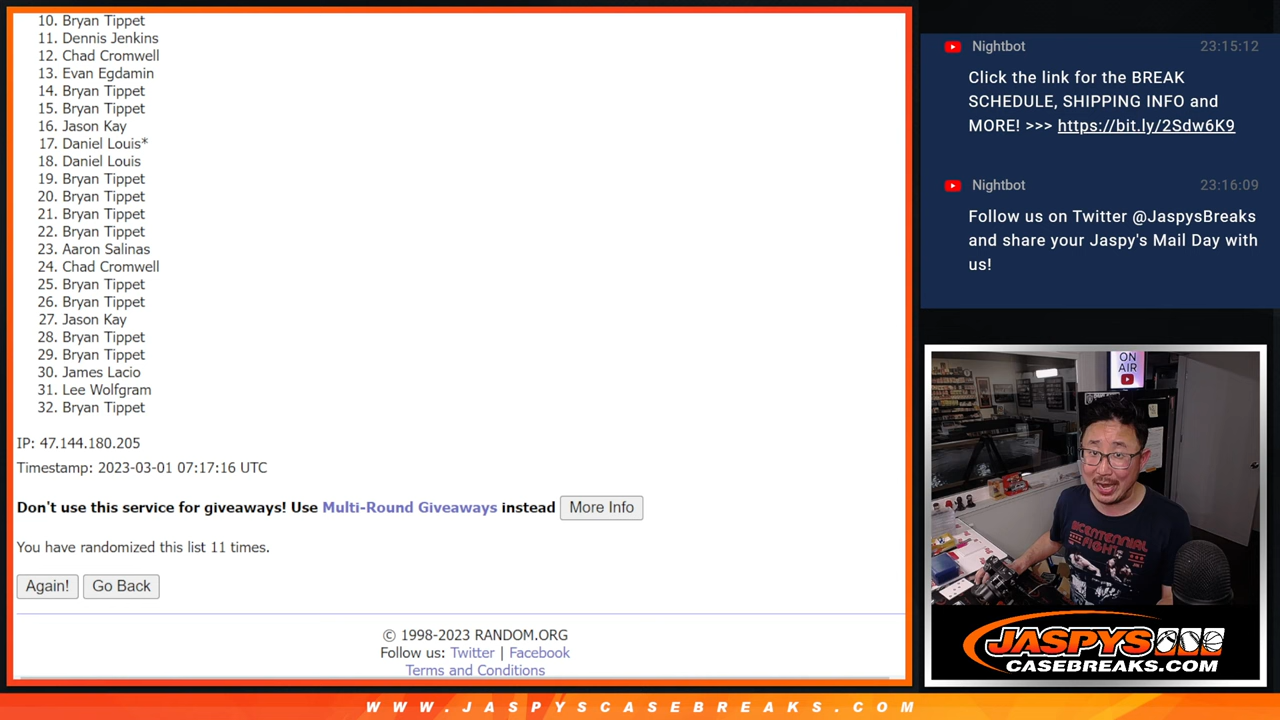 10. Bryan Tippet
11. Dennis Jenkins
12. Chad Cromwell
13. Evan Egdamin
14. Bryan Tippet
15. Bryan Tippet
16. Jason Kay
17. Daniel Louis*
18. Daniel Louis
19. Bryan Tippet
20. Bryan Tippet
21. Bryan Tippet
22. Bryan Tippet
23. Aaron Salinas
24. Chad Cromwell
25. Bryan Tippet
26. Bryan Tippet
27. Jason Kay
28. Bryan Tippet
29. Bryan Tippet
30. James Lacio
31. Lee Wolfgram
32. Bryan Tippet
IP: 47.144.180.205
Timestamp: 2023-03-01 07:17:16 UTC
Don't use this service for giveaways! Use Multi-Round Giveaways instead More Info
You have randomized this list 11 times.
Again! Go Back
© 1998-2023 RANDOM.ORG
Follow us: Twitter | Facebook
Terms and Conditions
Nightbot 23:15:12
Click the link for the BREAK
SCHEDULE, SHIPPING INFO and
MORE! >>> https://bit.ly/2Sdw6K9
Nightbot 23:16:09
Follow us on Twitter @JaspysBreaks
and share your Jaspy's Mail Day with
us!
ON
AIR
BICENTENNIAL
FIGHT
JASPYS
CASEBREAKS.COM
WWW.JASPYSCASEBREAKS.COM